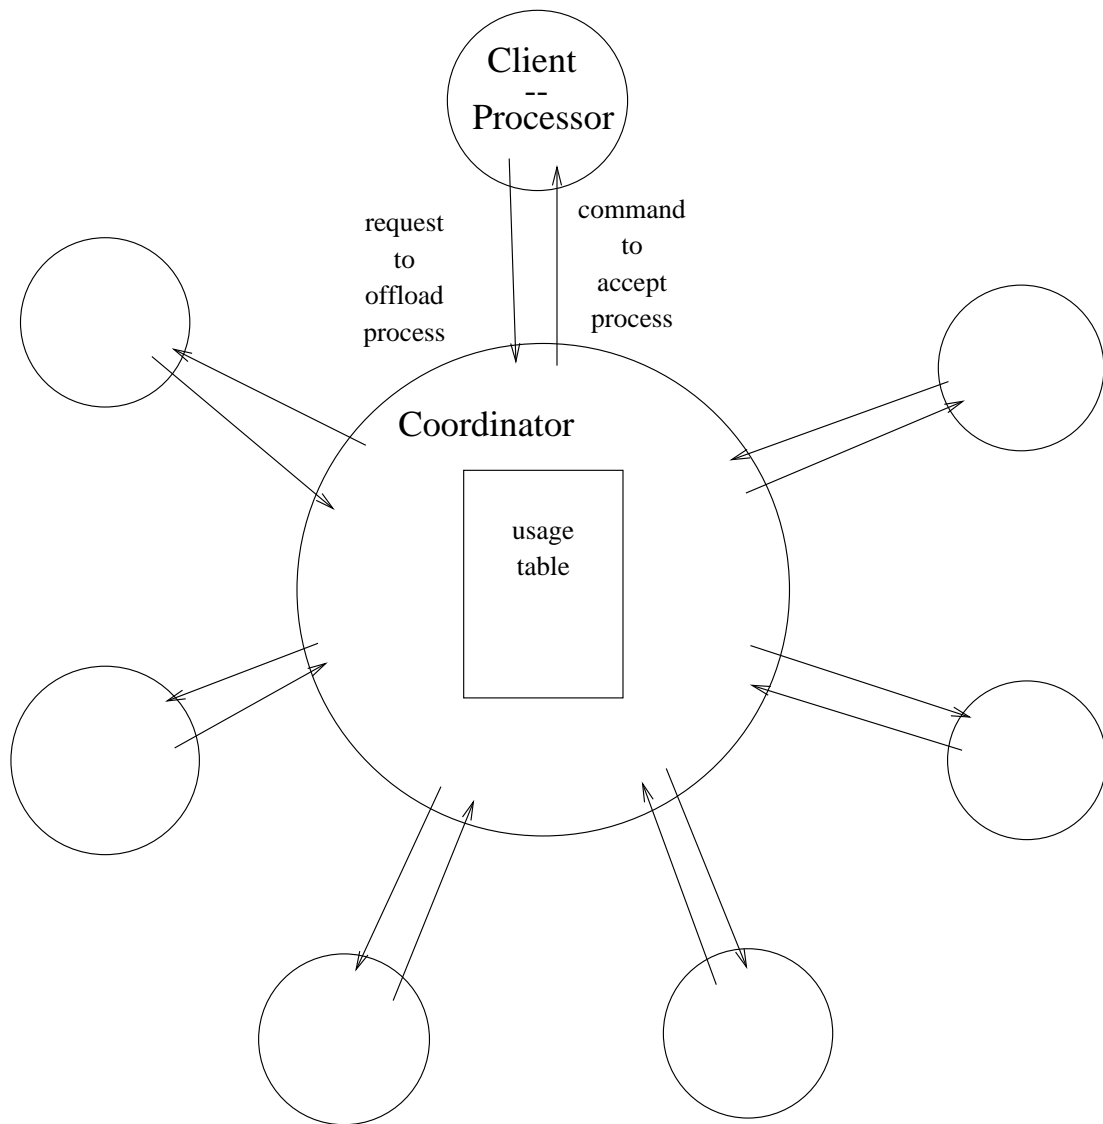 Client
--
Processor
request
to
offload
process
command
to
accept
process
Coordinator
usage
table